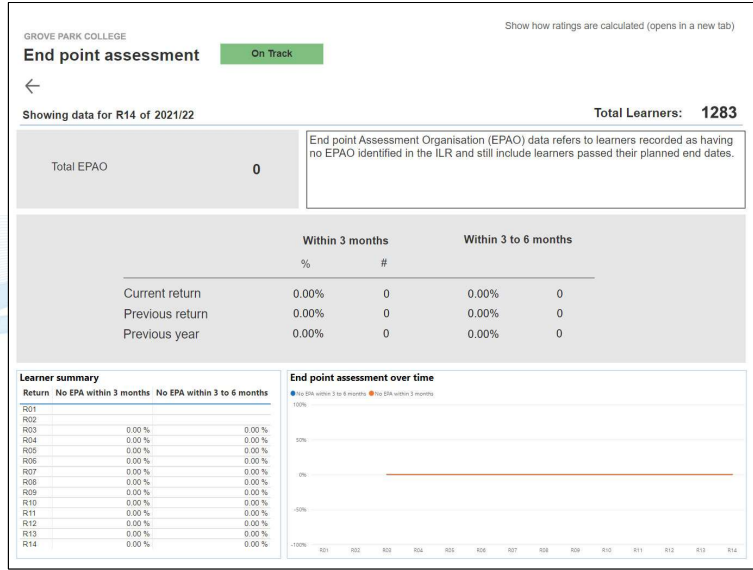 Show how ratings are calculated (opens in a new tab)
GROVE PARK COLLEGE
End point assessment On Track
Showing data for R14 of 2021/22 Total Learners: 1283
Total EPAO 0
End point Assessment Organisation (EPAO) data refers to learners recorded as having
no EPAO identified in the ILR and still include learners passed their planned end dates.
Within 3 months Within 3 to 6 months
% #
Current return 0.00% 0 0.00% 0
Previous return 0.00% 0 0.00% 0
Previous year 0.00% 0 0.00% 0
Learner summary
Return No EPA within 3 months No EPA within 3 to 6 months
R01
R02
R03 0.00 % 0.00 %
R04 0.00 % 0.00 %
R05 0.00 % 0.00 %
R06 0.00 % 0.00 %
R07 0.00 % 0.00 %
R08 0.00 % 0.00 %
R09 0.00 % 0.00 %
R10 0.00 % 0.00 %
R11 0.00 % 0.00 %
R12 0.00 % 0.00 %
R13 0.00 % 0.00 %
R14 0.00 % 0.00 %
End point assessment over time
No EPA within 3 to 6 months No EPA within 3 months
100%
50%
0%
-50%
-100%
R01 R02 R03 R04 R05 R06 R07 R08 R09 R10 R11 R12 R13 R14